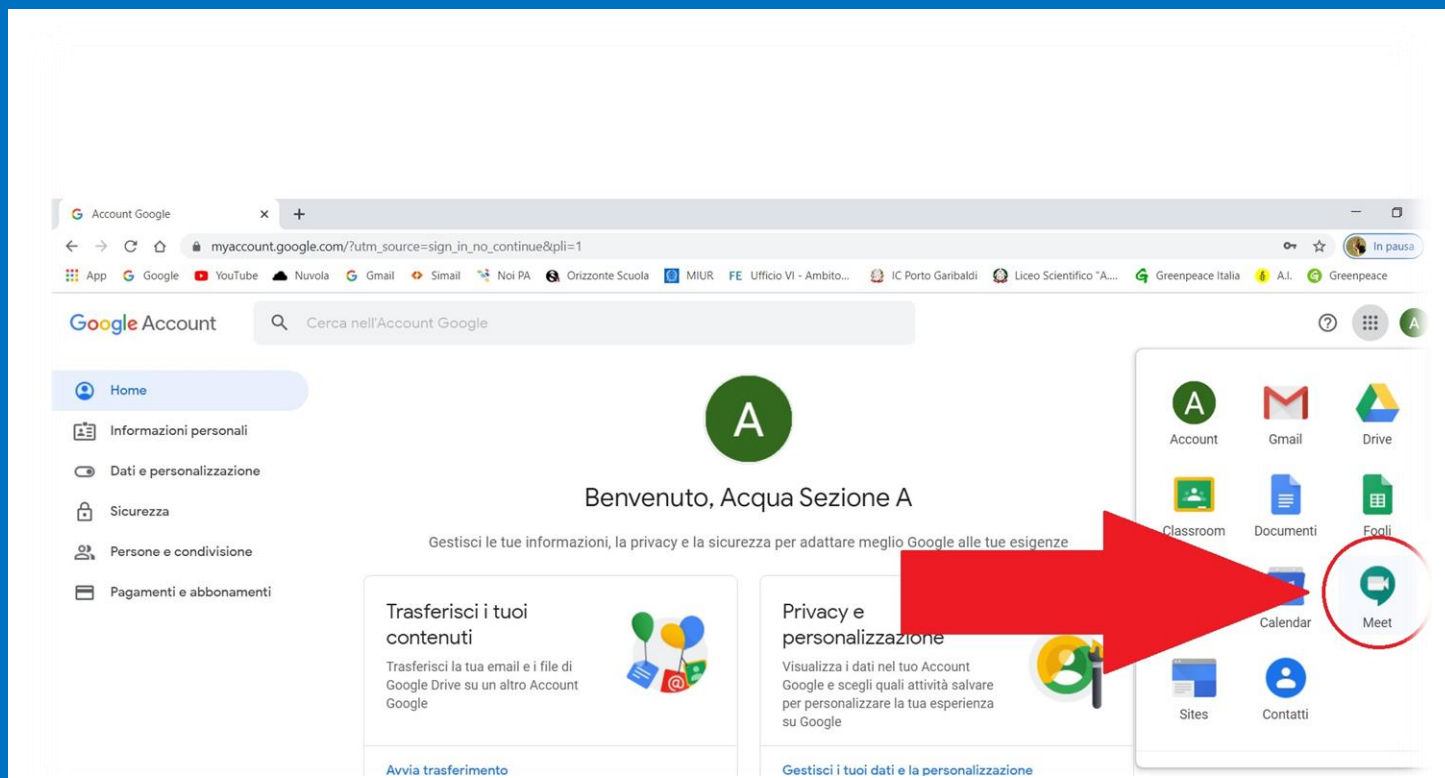 Account Google
myaccount.google.com/?utm_source=sign_in_no_continue&pli=1
In pausa
App Google YouTube Nuvola Gmail Simail Noi PA Orizzonte Scuola MIUR FE Ufficio VI - Ambito... IC Porto Garibaldi Liceo Scientifico "A.... Greenpeace Italia A.I. Greenpeace
Google Account
Cerca nell'Account Google
A
Home
Informazioni personali
Dati e personalizzazione
Sicurezza
Persone e condivisione
Pagamenti e abbonamenti
A
Benvenuto, Acqua Sezione A
Gestisci le tue informazioni, la privacy e la sicurezza per adattare meglio Google alle tue esigenze
Trasferisci i tuoi
contenuti
Trasferisci la tua email e i file di
Google Drive su un altro Account
Google
Avvia trasferimento
Privacy e
personalizzazione
Visualizza i dati nel tuo Account
Google e scegli quali attività salvare
per personalizzare la tua esperienza
su Google
Gestisci i tuoi dati e la personalizzazione
A
Account Gmail Drive
Classroom Documenti Fogli
Calendar Meet
Sites Contatti